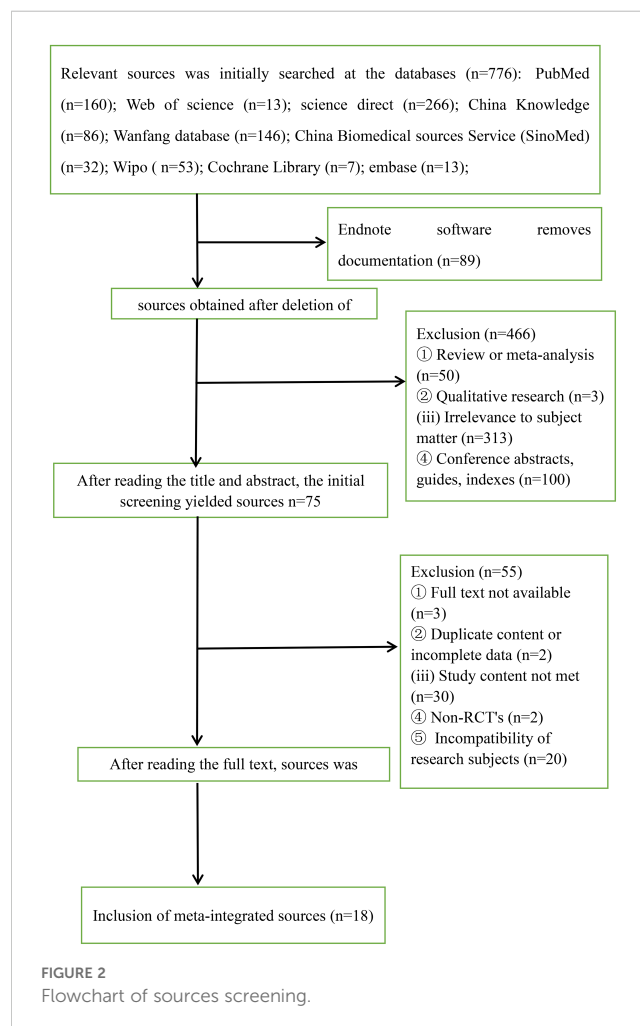 Relevant sources was initially searched at the databases (n=776): PubMed
(n=160); Web of science (n=13); science direct (n=266); China Knowledge
(n=86); Wanfang database (n=146); China Biomedical sources Service (SinoMed)
(n=32); Wipo ( n=53); Cochrane Library (n=7); embase (n=13);
Endnote software removes
documentation (n=89)
sources obtained after deletion of
Exclusion (n=466)
① Review or meta-analysis
(n=50)
② Qualitative research (n=3)
(iii) Irrelevance to subject
matter (n=313)
④ Conference abstracts,
guides, indexes (n=100)
After reading the title and abstract, the initial
screening yielded sources n=75
Exclusion (n=55)
① Full text not available
(n=3)
② Duplicate content or
incomplete data (n=2)
(iii) Study content not met
(n=30)
④ Non-RCT's (n=2)
⑤ Incompatibility of
research subjects (n=20)
After reading the full text, sources was
Inclusion of meta-integrated sources (n=18)
FIGURE 2
Flowchart of sources screening.